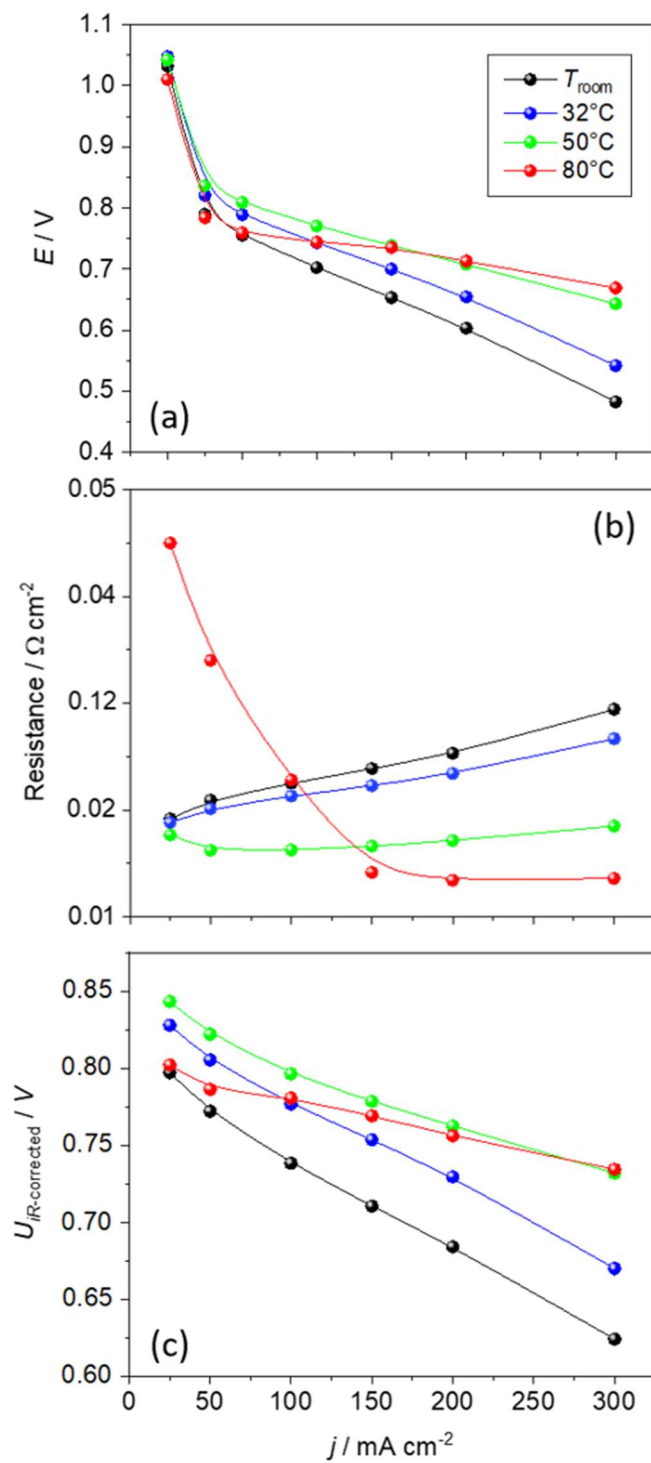 1.1
1.0
0.9
0.8
0.7
0.6
0.5
0.4
E / V
T room
32°C
50°C
80°C
(a)
0.05
0.04
0.12
0.02
0.01
Resistance / Ω cm⁻²
(b)
0.85
0.80
0.75
0.70
0.65
0.60
U iR-corrected / V
(c)
0 50 100 150 200 250 300
j / mA cm⁻²